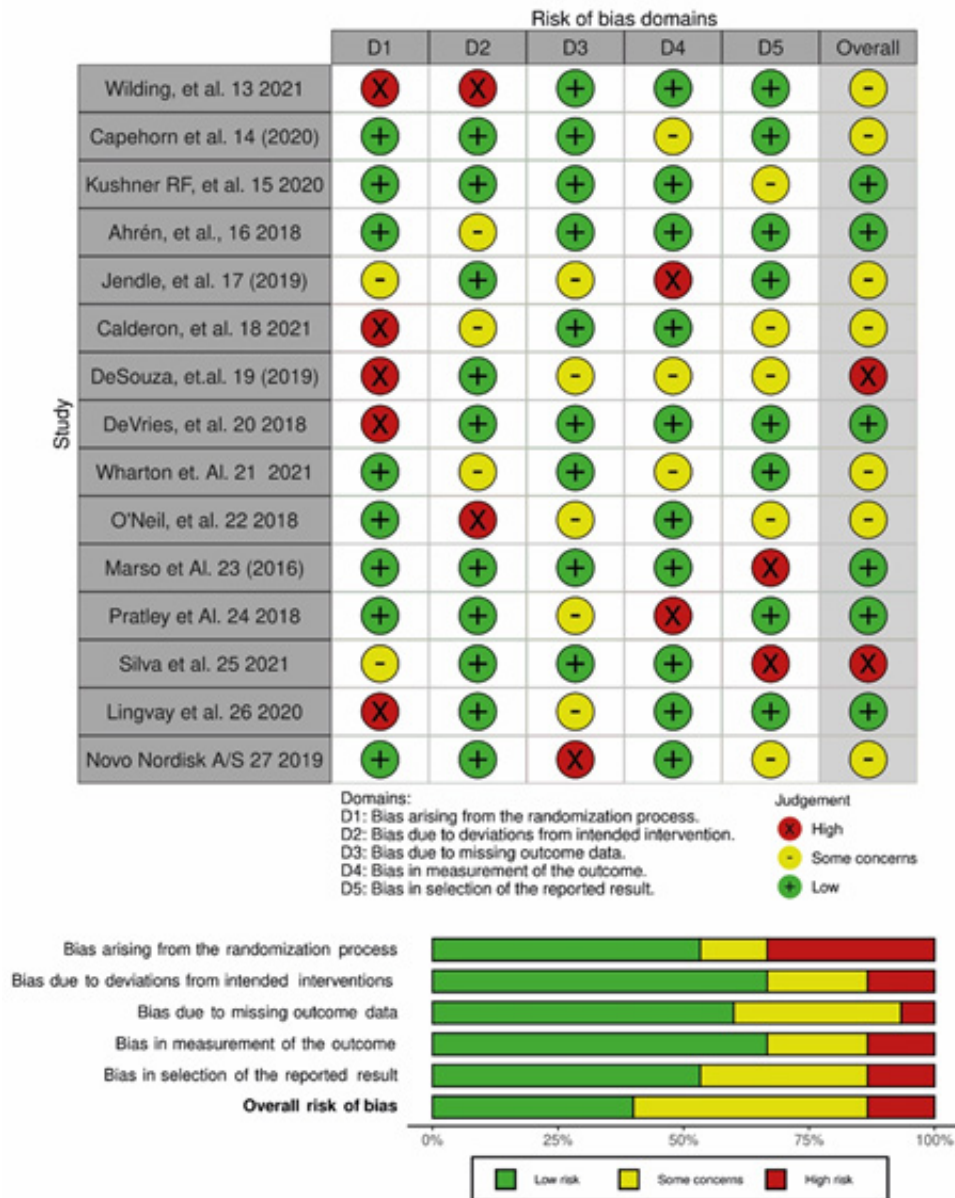 Risk of bias domains
D1 D2 D3 D4 D5 Overall
Study
Wilding, et al. 13 2021 X X + + + -
Capehorn et al. 14 (2020) + + + - + -
Kushner RF, et al. 15 2020 + + + + - +
Ahrén, et al., 16 2018 + - + + + +
Jendle, et al. 17 (2019) - + - X + -
Calderon, et al. 18 2021 X - + + - -
DeSouza, et.al. 19 (2019) X + - - - X
DeVries, et al. 20 2018 X + + + + +
Wharton et. Al. 21 2021 + - + - + -
O'Neil, et al. 22 2018 + X - + - -
Marso et Al. 23 (2016) + + + + X +
Pratley et Al. 24 2018 + + - X + +
Silva et al. 25 2021 - + + + X X
Lingvay et al. 26 2020 X + - + + +
Novo Nordisk A/S 27 2019 + + X + - -
Domains:
D1: Bias arising from the randomization process.
D2: Bias due to deviations from intended intervention.
D3: Bias due to missing outcome data.
D4: Bias in measurement of the outcome.
D5: Bias in selection of the reported result.
Judgement
X High
- Some concerns
+ Low
Bias arising from the randomization process
Bias due to deviations from intended interventions
Bias due to missing outcome data
Bias in measurement of the outcome
Bias in selection of the reported result
Overall risk of bias
0% 25% 50% 75% 100%
Low risk Some concerns High risk